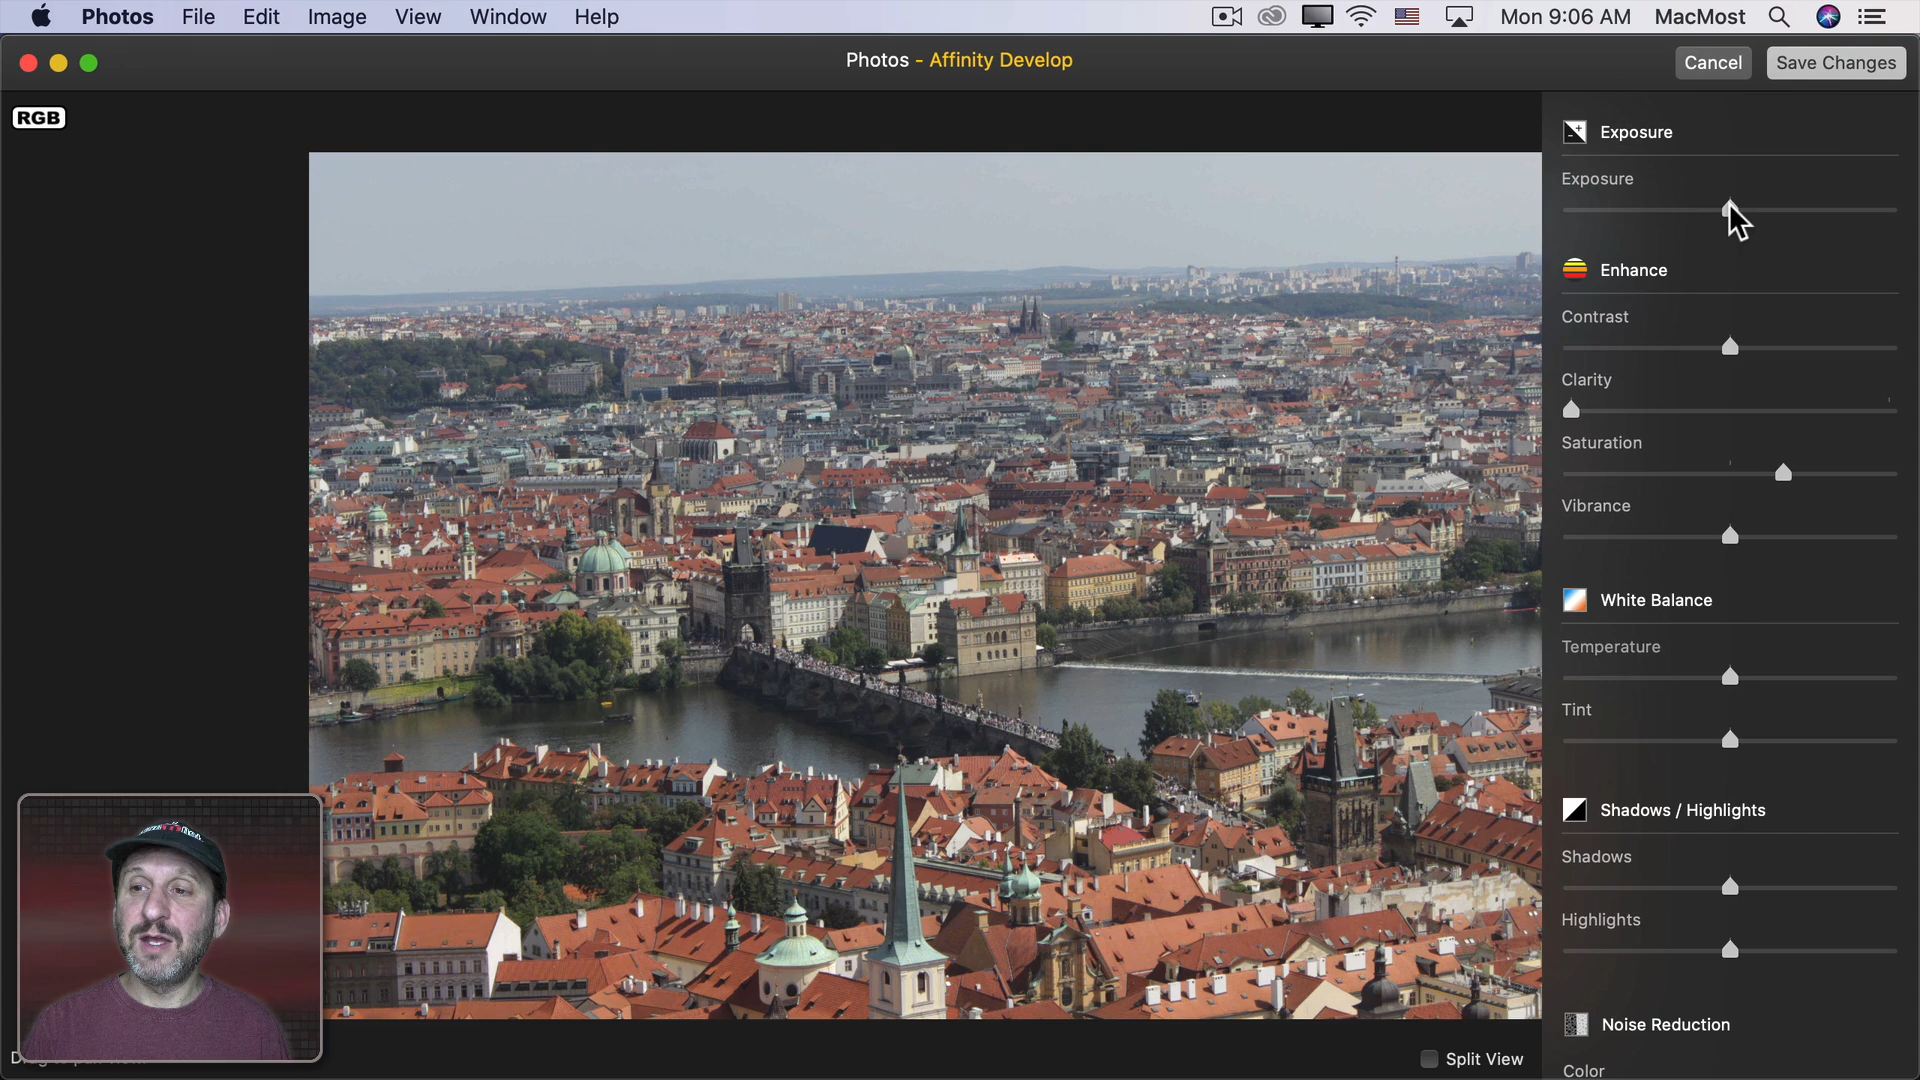 Photos File Edit Image View Window Help Mon 9:06 AM MacMost
Photos - Affinity Develop
Cancel Save Changes
RGB
Exposure
Exposure
Enhance
Contrast
Clarity
Saturation
Vibrance
White Balance
Temperature
Tint
Shadows / Highlights
Shadows
Highlights
Noise Reduction
Color
Split View